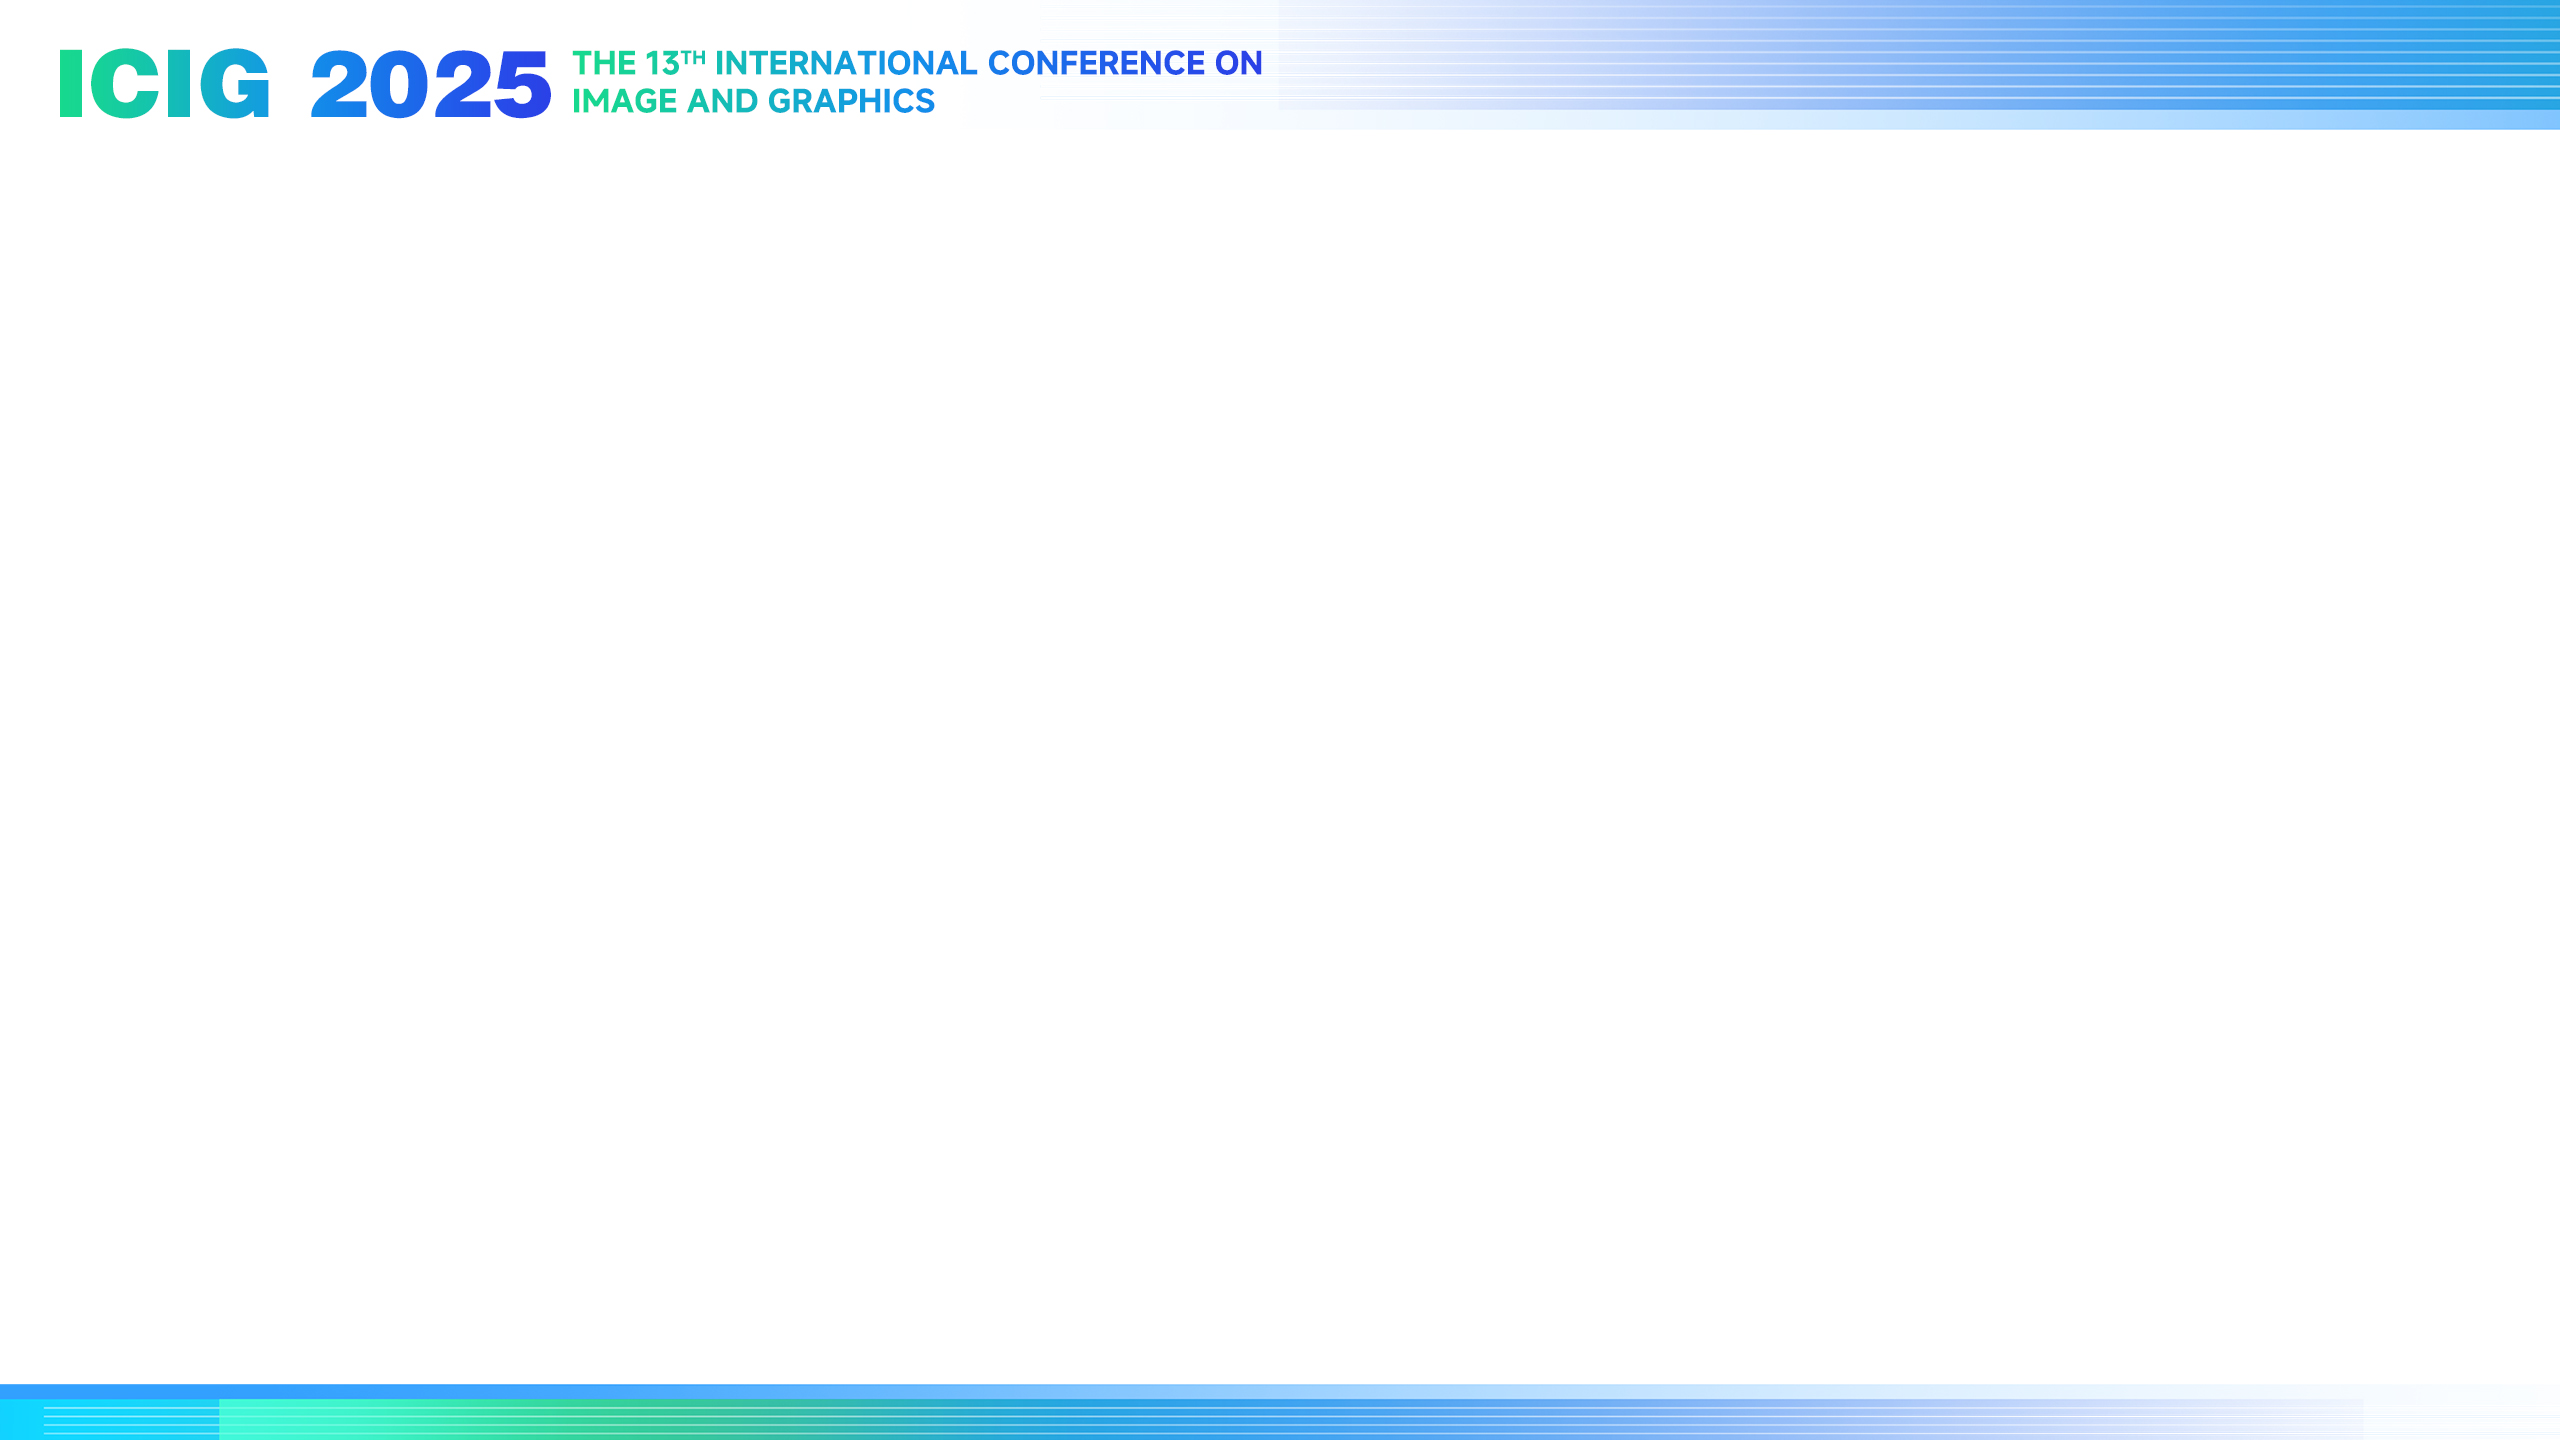 ICIG 2025
THE 13TH INTERNATIONAL CONFERENCE ON
IMAGE AND GRAPHICS